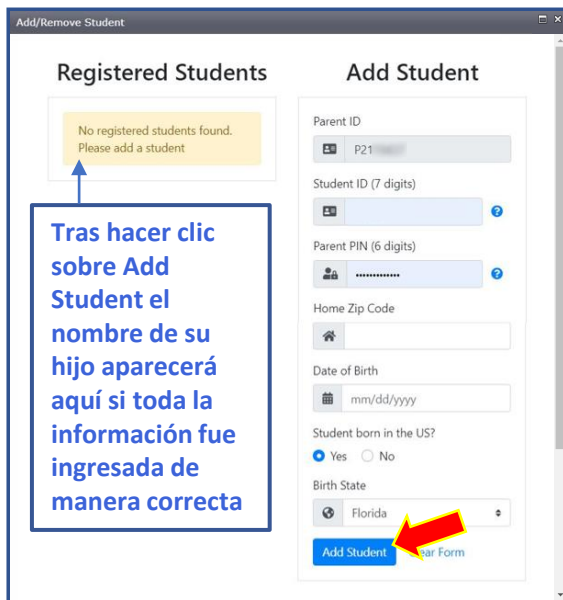 Add/Remove Student
Registered Students
No registered students found.
Please add a student
Tras hacer clic
sobre Add
Student el
nombre de su
hijo aparecerá
aquí si toda la
información fue
ingresada de
manera correcta
Add Student
Parent ID
P21
Student ID (7 digits)
Parent PIN (6 digits)
Home Zip Code
Date of Birth
mm/dd/yyyy
Student born in the US?
Yes No
Birth State
Florida
Add Student Form